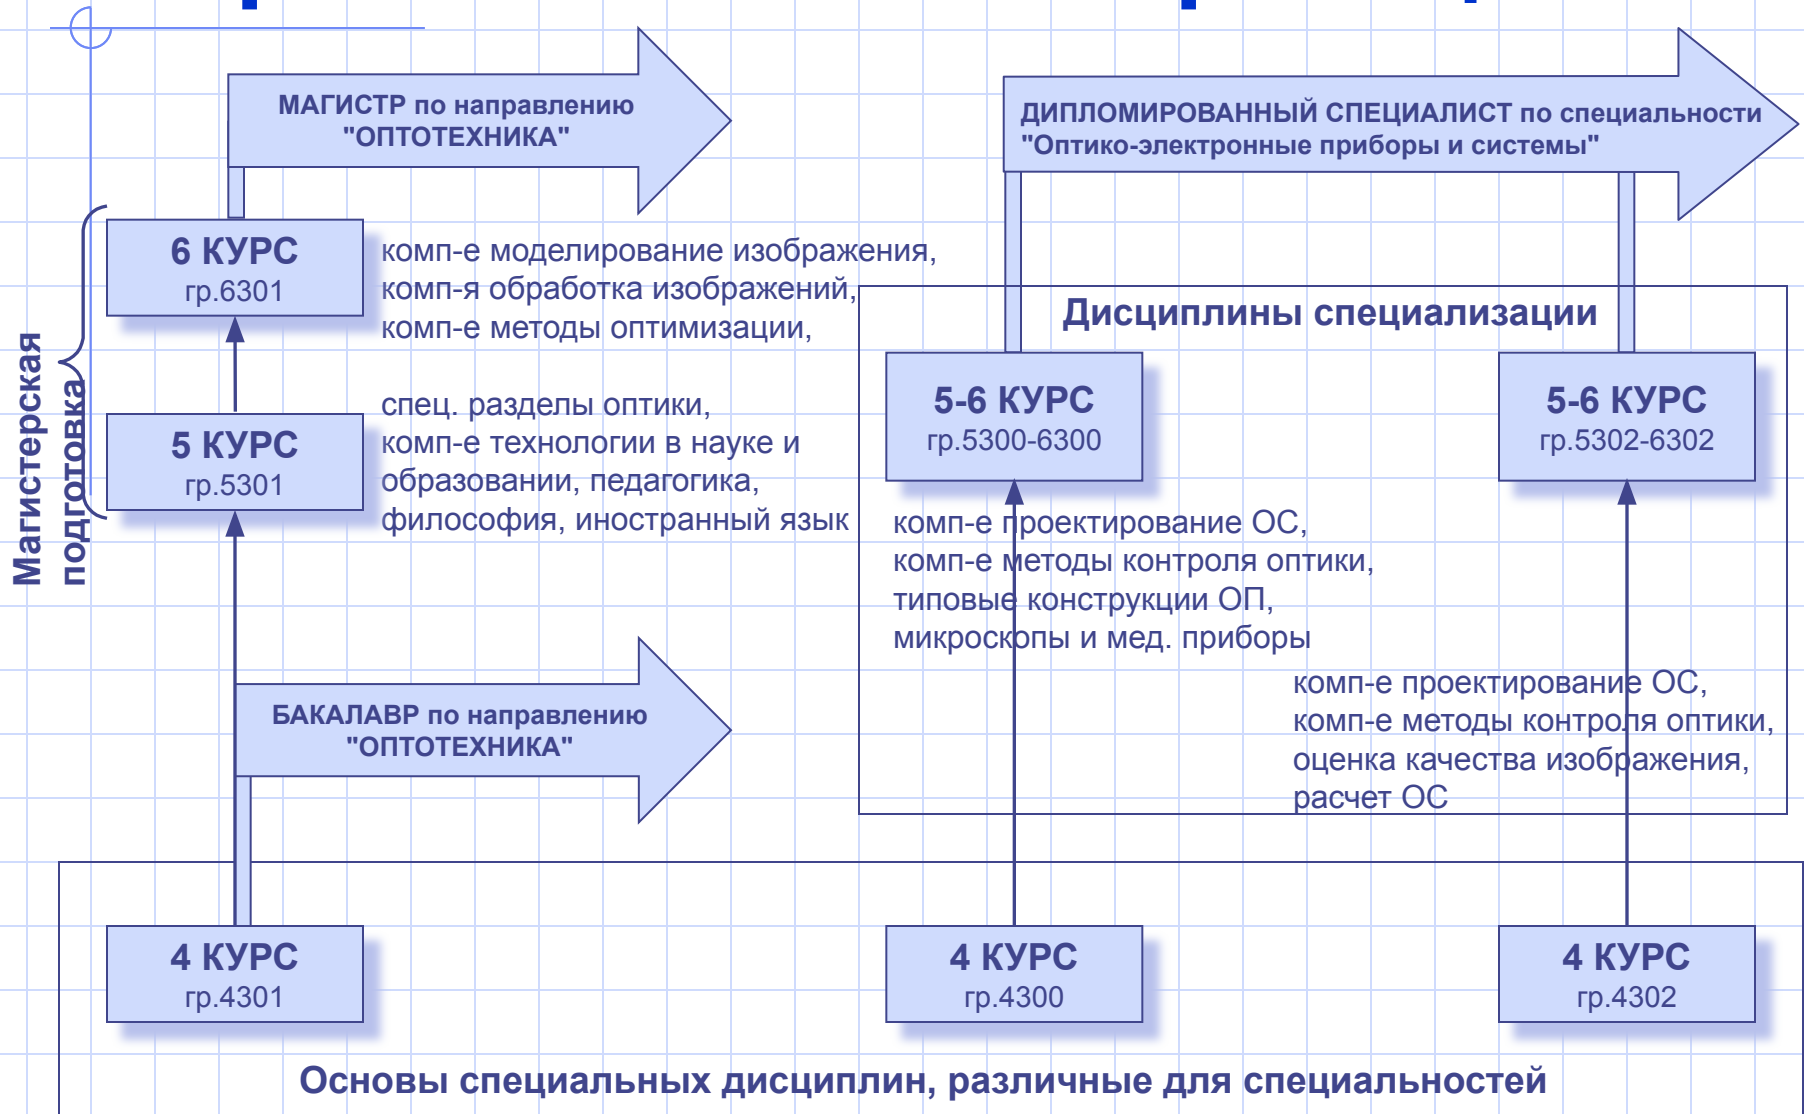 МАГИСТР по направлению
"ОПТОТЕХНИКА"
ДИПЛОМИРОВАННЫЙ СПЕЦИАЛИСТ по специальности
"Оптико-электронные приборы и системы"
Магистерская
подготовка
6 КУРС
гр.6301
комп-е моделирование изображения,
комп-я обработка изображений,
комп-е методы оптимизации,
5 КУРС
гр.5301
спец. разделы оптики,
комп-е технологии в науке и
образовании, педагогика,
философия, иностранный язык
Дисциплины специализации
5-6 КУРС
гр.5300-6300
5-6 КУРС
гр.5302-6302
комп-е проектирование ОС,
комп-е методы контроля оптики,
типовые конструкции ОП,
микроскопы и мед. приборы
комп-е проектирование ОС,
комп-е методы контроля оптики,
оценка качества изображения,
расчет ОС
БАКАЛАВР по направлению
"ОПТОТЕХНИКА"
4 КУРС
гр.4301
4 КУРС
гр.4300
4 КУРС
гр.4302
Основы специальных дисциплин, различные для специальностей